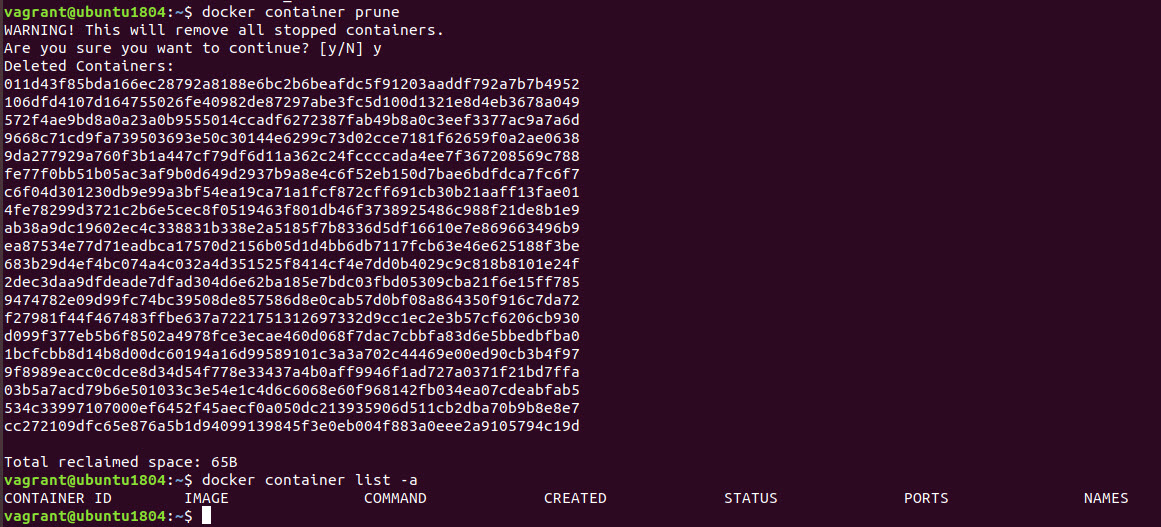 vagrant@ubuntu1804:~$ docker container prune
WARNING! This will remove all stopped containers.
Are you sure you want to continue? [y/N] y
Deleted Containers:
011d43f85bda166ec28792a8188e6bc2b6beafdc5f91203aaddf792a7b7b4952
106dfd4107d164755026fe40982de87297abe3fc5d100d1321e8d4eb3678a049
572f4ae9bd8a0a23a0b9555014ccadf6272387fab49b8a0c3eef3377ac9a7a6d
9668c71cd9fa739503693e50c30144e6299c73d02cce7181f62659f0a2ae0638
9da277929a760f3b1a447cf79df6d11a362c24fccccada4ee7f367208569c788
fe77f0bb51b05ac3af9b0d649d2937b9a8e4c6f52eb150d7bae6bdfdca7fc6f7
c6f04d301230db9e99a3bf54ea19ca71a1fcf872cff691cb30b21aaff13fae01
4fe78299d3721c2b6e5cec8f0519463f801db46f3738925486c988f21de8b1e9
ab38a9dc19602ec4c338831b338e2a5185f7b8336d5df16610e7e869663496b9
ea87534e77d71eadbca17570d2156b05d1d4bb6db7117fcb63e46e625188f3be
683b29d4ef4bc074a4c032a4d351525f8414cf4e7dd0b4029c9c818b8101e24f
2dec3daa9dfdeade7dfad304d6e62ba185e7bdc03fbd05309cba21f6e15ff785
9474782e09d99fc74bc39508de857586d8e0cab57d0bf08a864350f916c7da72
f27981f44f467483ffbe637a7221751312697332d9cc1ec2e3b57cf6206cb930
d099f377eb5b6f8502a4978fce3ecae460d068f7dac7cbbfa83d6e5bbedbfba0
1bcfcbb8d14b8d00dc60194a16d99589101c3a3a702c44469e00ed90cb3b4f97
9f8989eacc0cdce8d34d54f778e33437a4b0aff9946f1ad727a0371f21bd7ffa
03b5a7acd79b6e501033c3e54e1c4d6c6068e60f968142fb034ea07cdeabfab5
534c33997107000ef6452f45aecf0a050dc213935906d511cb2dba70b9b8e8e7
cc272109dfc65e876a5b1d94099139845f3e0eb004f883a0eee2a9105794c19d
Total reclaimed space: 65B
vagrant@ubuntu1804:~$ docker container list -a
CONTAINER ID IMAGE COMMAND CREATED STATUS PORTS NAMES
vagrant@ubuntu1804:~$